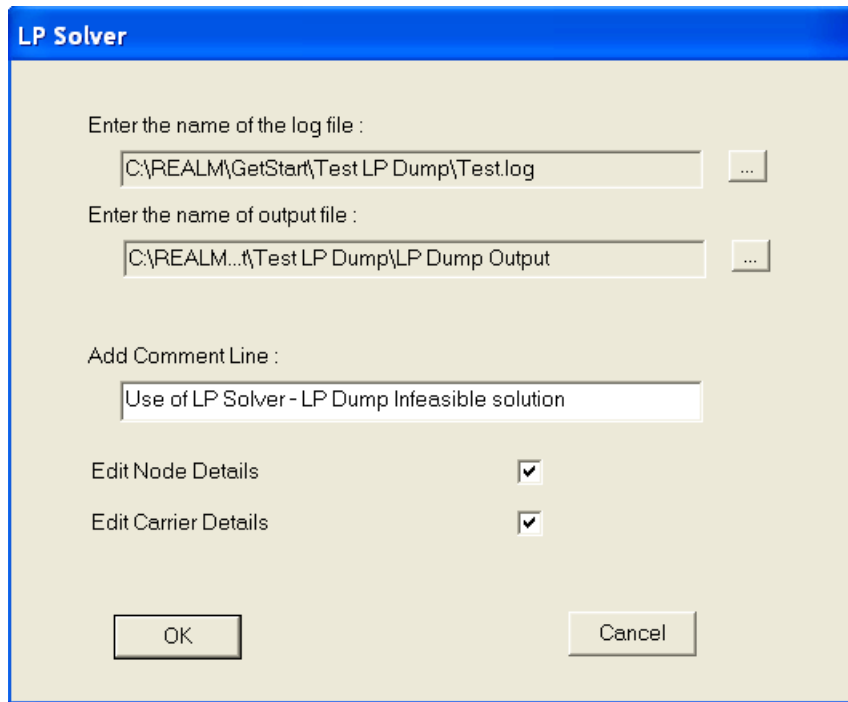 LP Solver
Enter the name of the log file :
C:\REALM\GetStart\Test LP Dump\Test.log
...
Enter the name of output file :
C:\REALM...t\Test LP Dump\LP Dump Output
...
Add Comment Line :
Use of LP Solver - LP Dump Infeasible solution
Edit Node Details
Edit Carrier Details
OK
Cancel